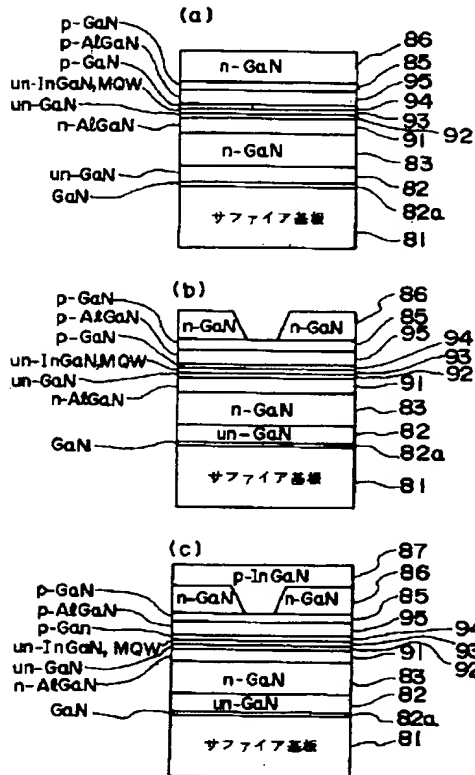 (a)
p-GaN
p-AlGaN
p-GaN
un-InGaN,MQW
un-GaN
n-AlGaN
un-GaN
GaN
n-GaN
n-GaN
サファイア基板
86
85
95
94
93
92
91
83
82
82a
81
(b)
p-GaN
p-AlGaN
p-GaN
un-InGaN,MQW
un-GaN
n-AlGaN
GaN
n-GaN
n-GaN
n-GaN
un-GaN
サファイア基板
86
85
95
94
93
92
91
83
82
82a
81
(c)
p-GaN
p-AlGaN
p-Gan
un-InGaN, MQW
un-GaN
n-AlGaN
GaN
p-InGaN
n-GaN
n-GaN
n-GaN
un-GaN
サファイア基板
87
86
85
95
94
93
92
91
83
82
82a
81